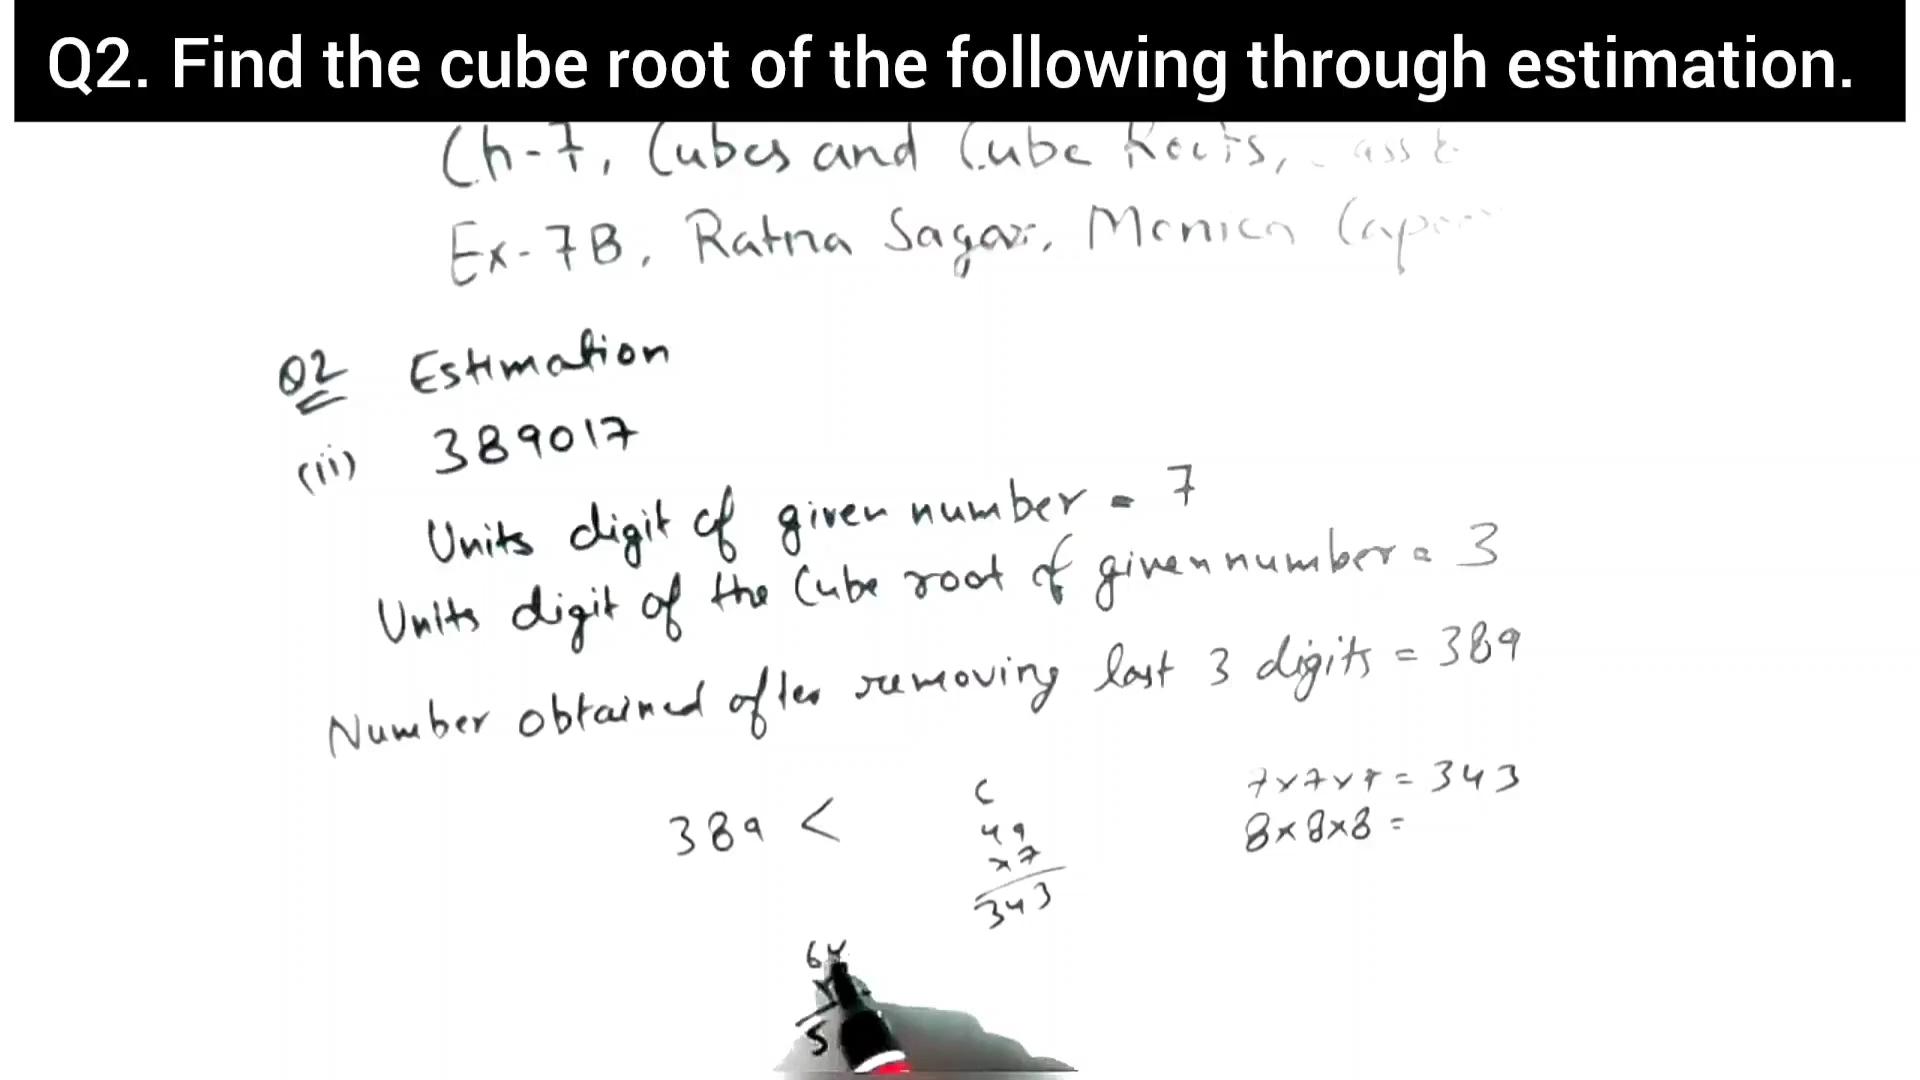 Q2. Find the cube root of the following through estimation.
Ch-7, Cubes and Cube Roots,
Ex-7B, Ratna Sagar, Monica
Q2 Estimation
(ii) 389017
Units digit of given number = 7
Units digit of the Cube root of given number = 3
Number obtained after removing last 3 digits = 389
7×7×7 = 343
389 <
8×8×8 =
49
×7
343
64
5